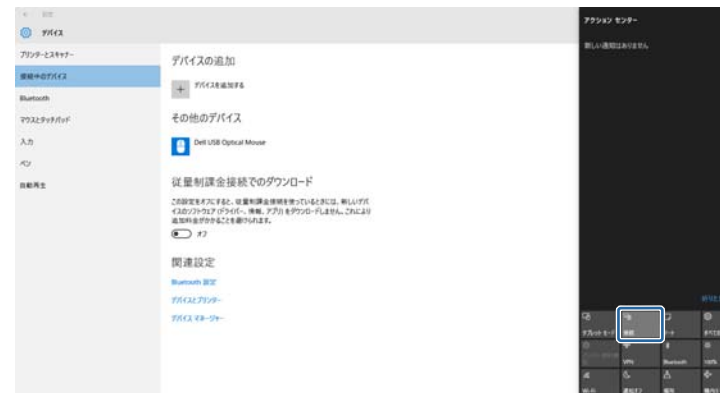 設定
デバイス
プリンターとスキャナー
接続中のデバイス
Bluetooth
マウスとタッチパッド
入力
ペン
自動再生
デバイスの追加
デバイスを追加する
その他のデバイス
Dell USB Optical Mouse
従量制課金接続でのダウンロード
この設定をオフにすると、従量制課金接続を使っているときには、新しいデバ
イスのソフトウェア (ドライバー、情報、アプリ) をダウンロードしません。これにより
追加料金がかかることを避けられます。
オフ
関連設定
Bluetooth 設定
デバイスとプリンター
デバイス マネージャー
アクション センター
新しい通知はありません
タブレット モード
接続
VPN
Bluetooth
100%
Wi-Fi